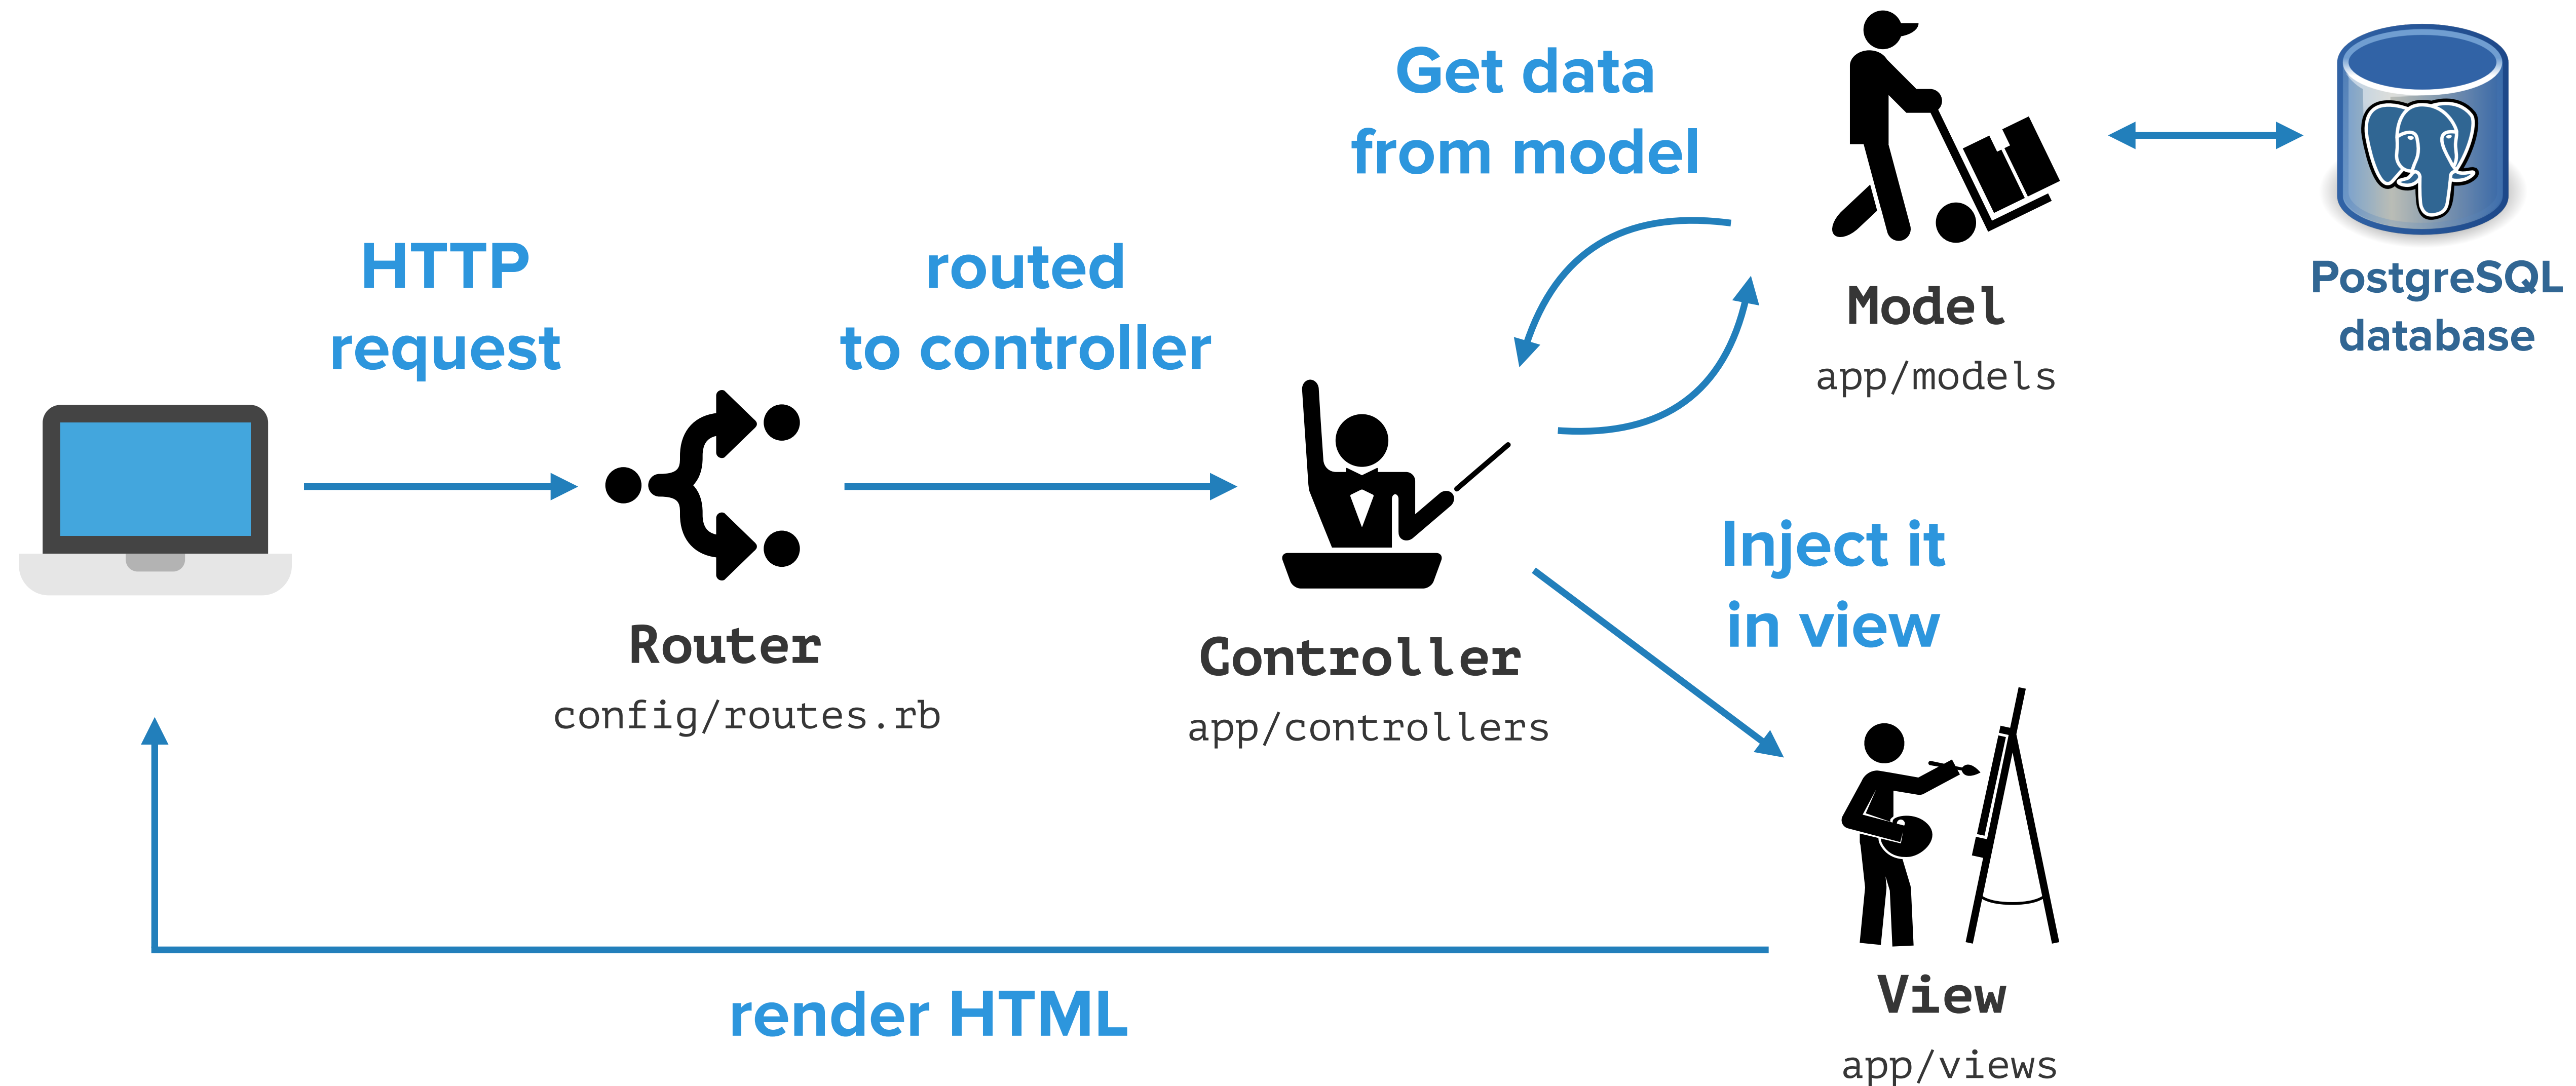 Get data
from model
HTTP
request
routed
to controller
Model
app/models
PostgreSQL
database
Inject it
in view
Router
config/routes.rb
Controller
app/controllers
render HTML
View
app/views